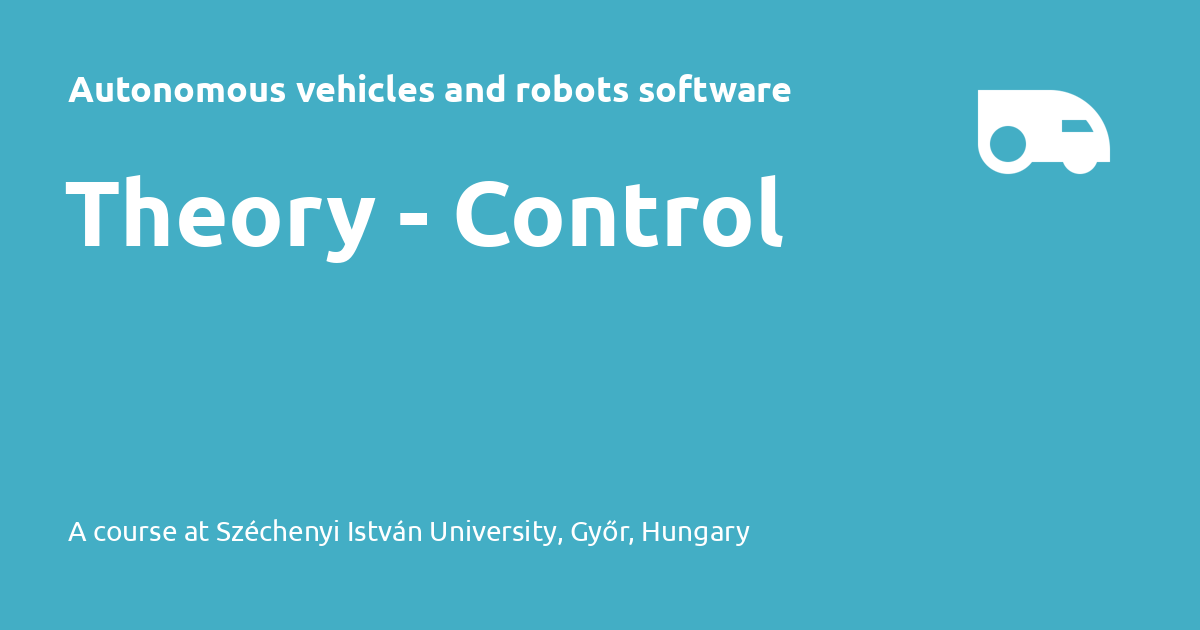 Autonomous vehicles and robots software
Theory - Control
A course at Széchenyi István University, Győr, Hungary